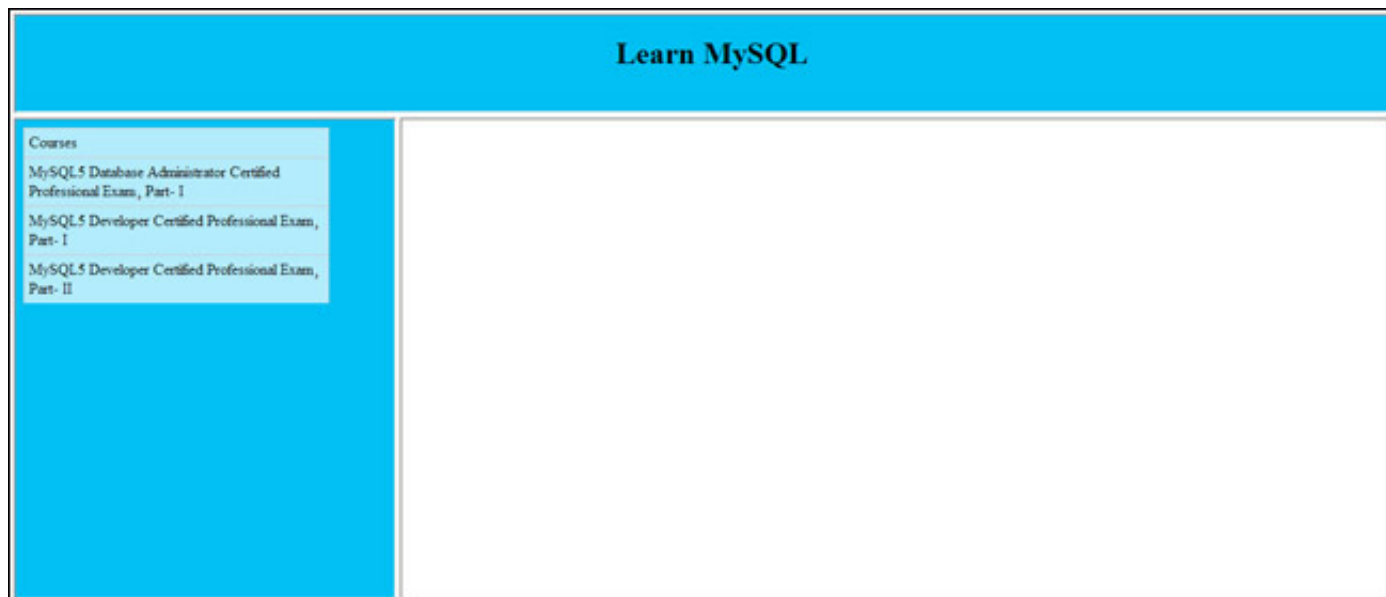 Learn MySQL
Courses
MySQL5 Database Administrator Certified
Professional Exam, Part- I
MySQL5 Developer Certified Professional Exam,
Part- I
MySQL5 Developer Certified Professional Exam,
Part- II